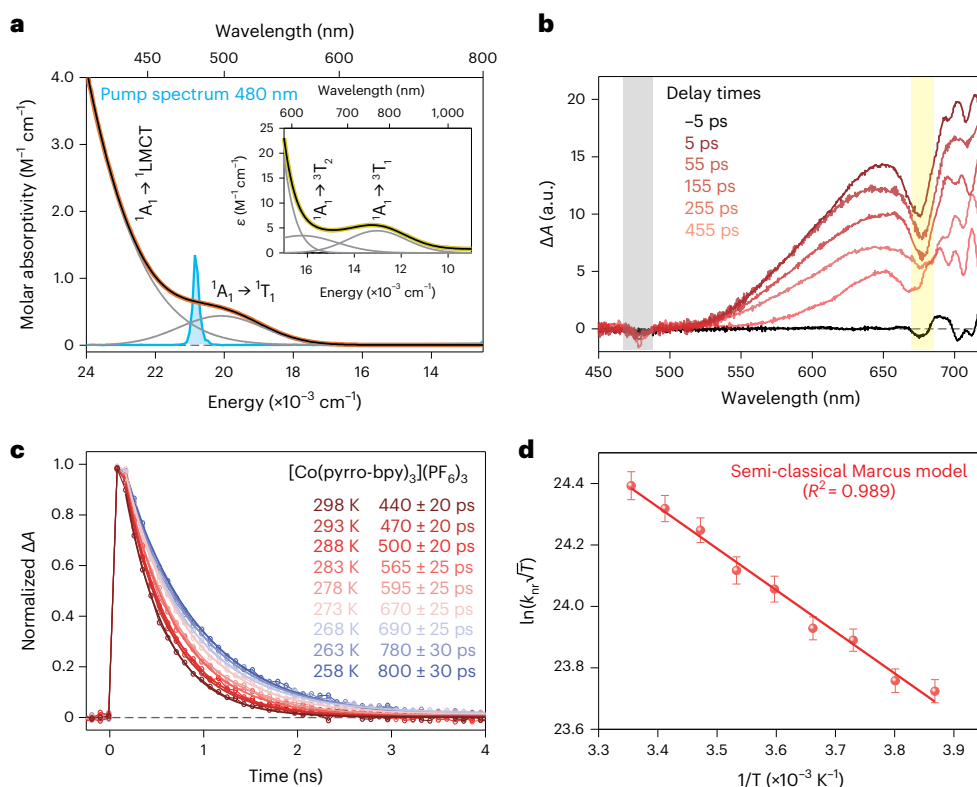 a
Wavelength (nm)
450 500 600 800
4.0
3.0
2.0
1.0
0
Molar absorptivity (M⁻¹ cm⁻¹)
Pump spectrum 480 nm
¹A₁ → ¹LMCT
¹A₁ → ¹T₁
24 22 20 18 16 14
Energy (×10⁻³ cm⁻¹)
Wavelength (nm)
600 700 800 1,000
25
20
15
10
5
0
ε (M⁻¹ cm⁻¹)
¹A₁ → ³T₂
¹A₁ → ³T₁
16 14 12 10
Energy (×10⁻³ cm⁻¹)
b
20
15
10
5
0
ΔA (a.u.)
Delay times
–5 ps
5 ps
55 ps
155 ps
255 ps
455 ps
450 500 550 600 650 700
Wavelength (nm)
c
1.0
0.8
0.6
0.4
0.2
0
Normalized ΔA
[Co(pyrro-bpy)₃](PF₆)₃
298 K 440 ± 20 ps
293 K 470 ± 20 ps
288 K 500 ± 20 ps
283 K 565 ± 25 ps
278 K 595 ± 25 ps
273 K 670 ± 25 ps
268 K 690 ± 25 ps
263 K 780 ± 30 ps
258 K 800 ± 30 ps
0 1 2 3 4
Time (ns)
d
24.4
24.2
24.0
23.8
23.6
ln(kₙᵣ√T)
Semi-classical Marcus model
(R² = 0.989)
3.3 3.4 3.5 3.6 3.7 3.8 3.9
1/T (×10⁻³ K⁻¹)